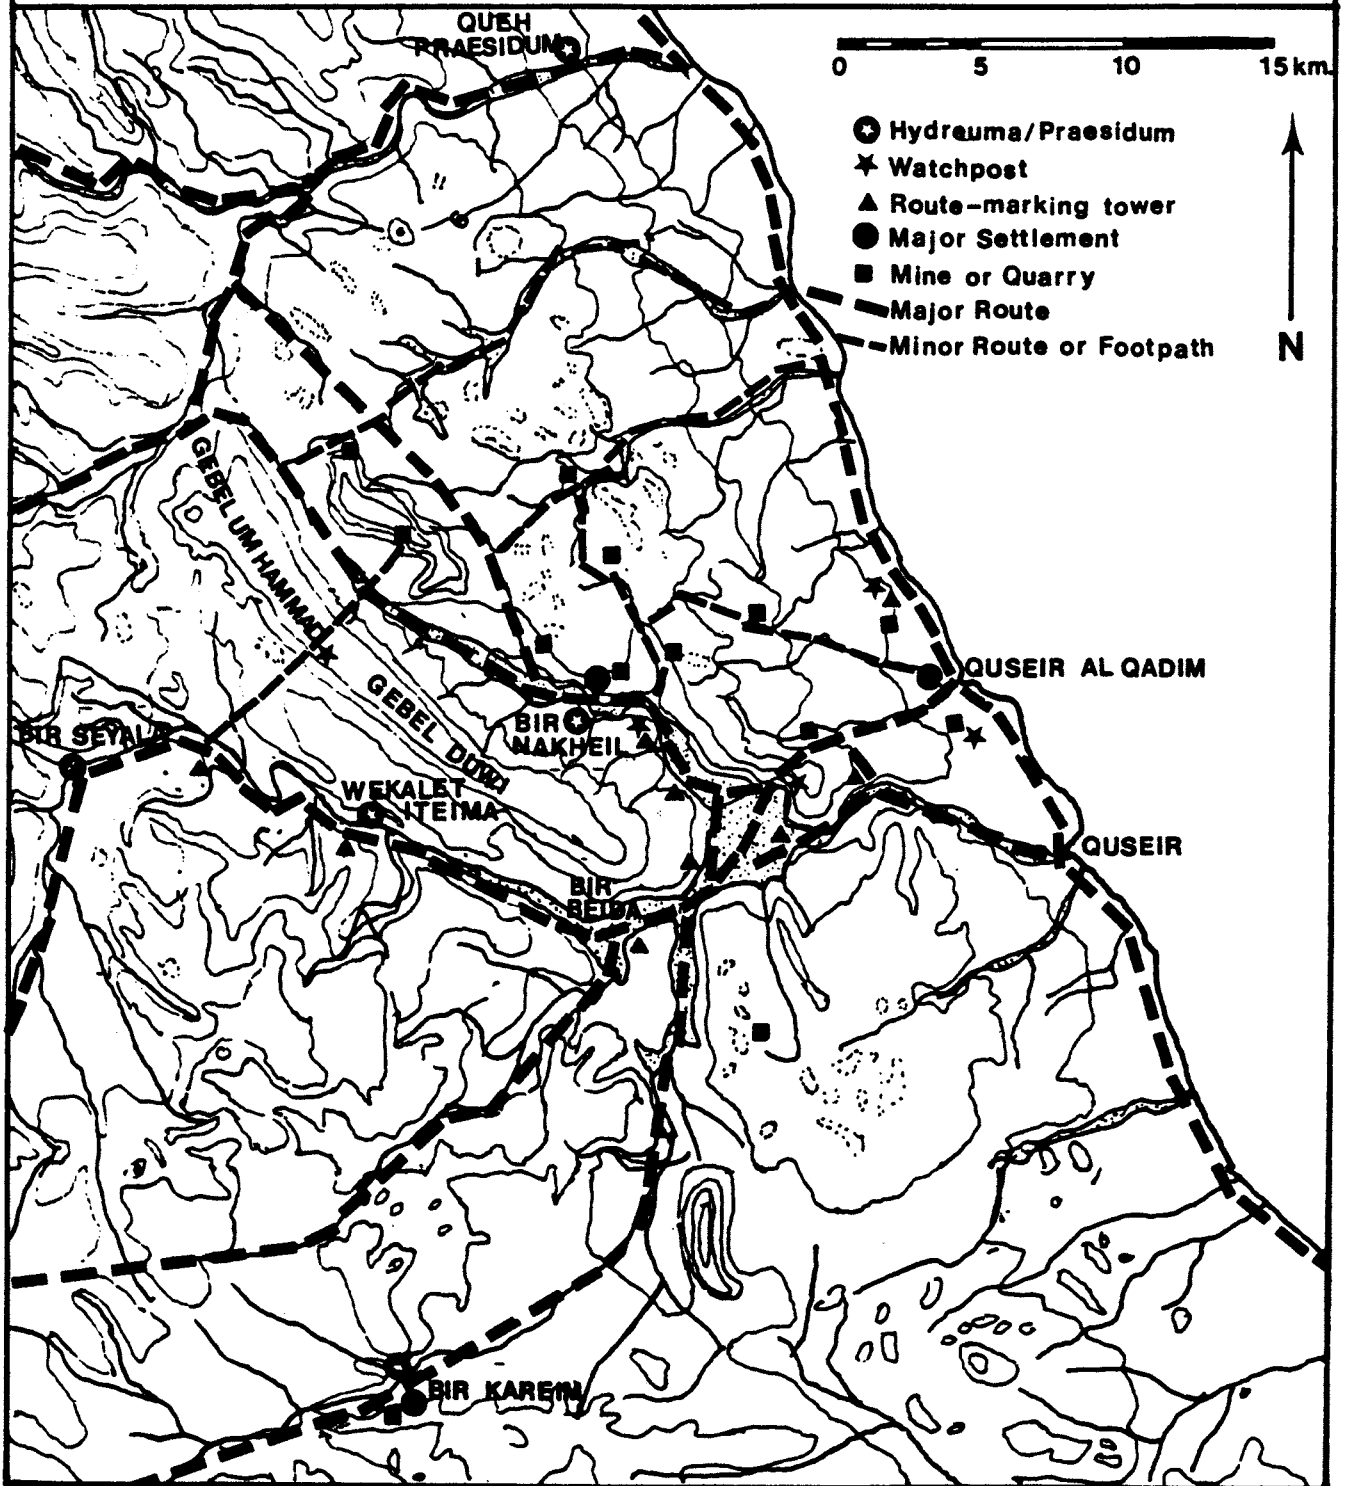 QUEH
PRAESIDUM
0 5 10 15 km.
Hydreuma/Praesidum
Watchpost
Route-marking tower
Major Settlement
Mine or Quarry
Major Route
Minor Route or Footpath
N
GEBEL UM HAMMAD
QUSEIR AL QADIM
GEBEL DUWI
BIR
NAKHEIL
BIR SEYALA
WEKALET
ITEIMA
QUSEIR
BIR
BEIDA
BIR KAREIM